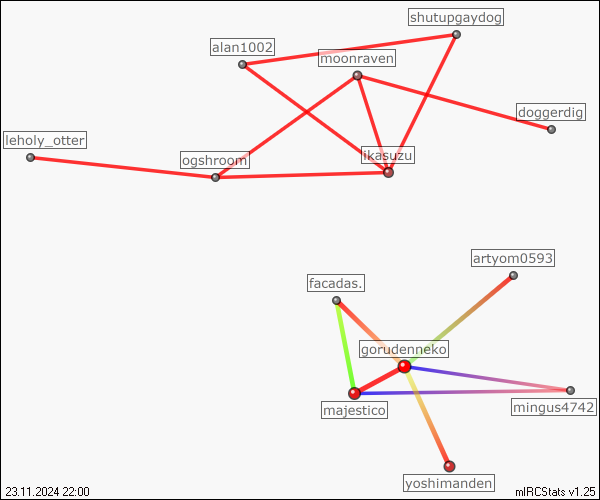 shutupgaydog
alan1002
moonraven
doggerdig
leholy_otter
ogshroom
ikasuzu
artyom0593
facadas.
gorudenneko
majestico
mingus4742
yoshimanden
23.11.2024 22:00
mIRCStats v1.25